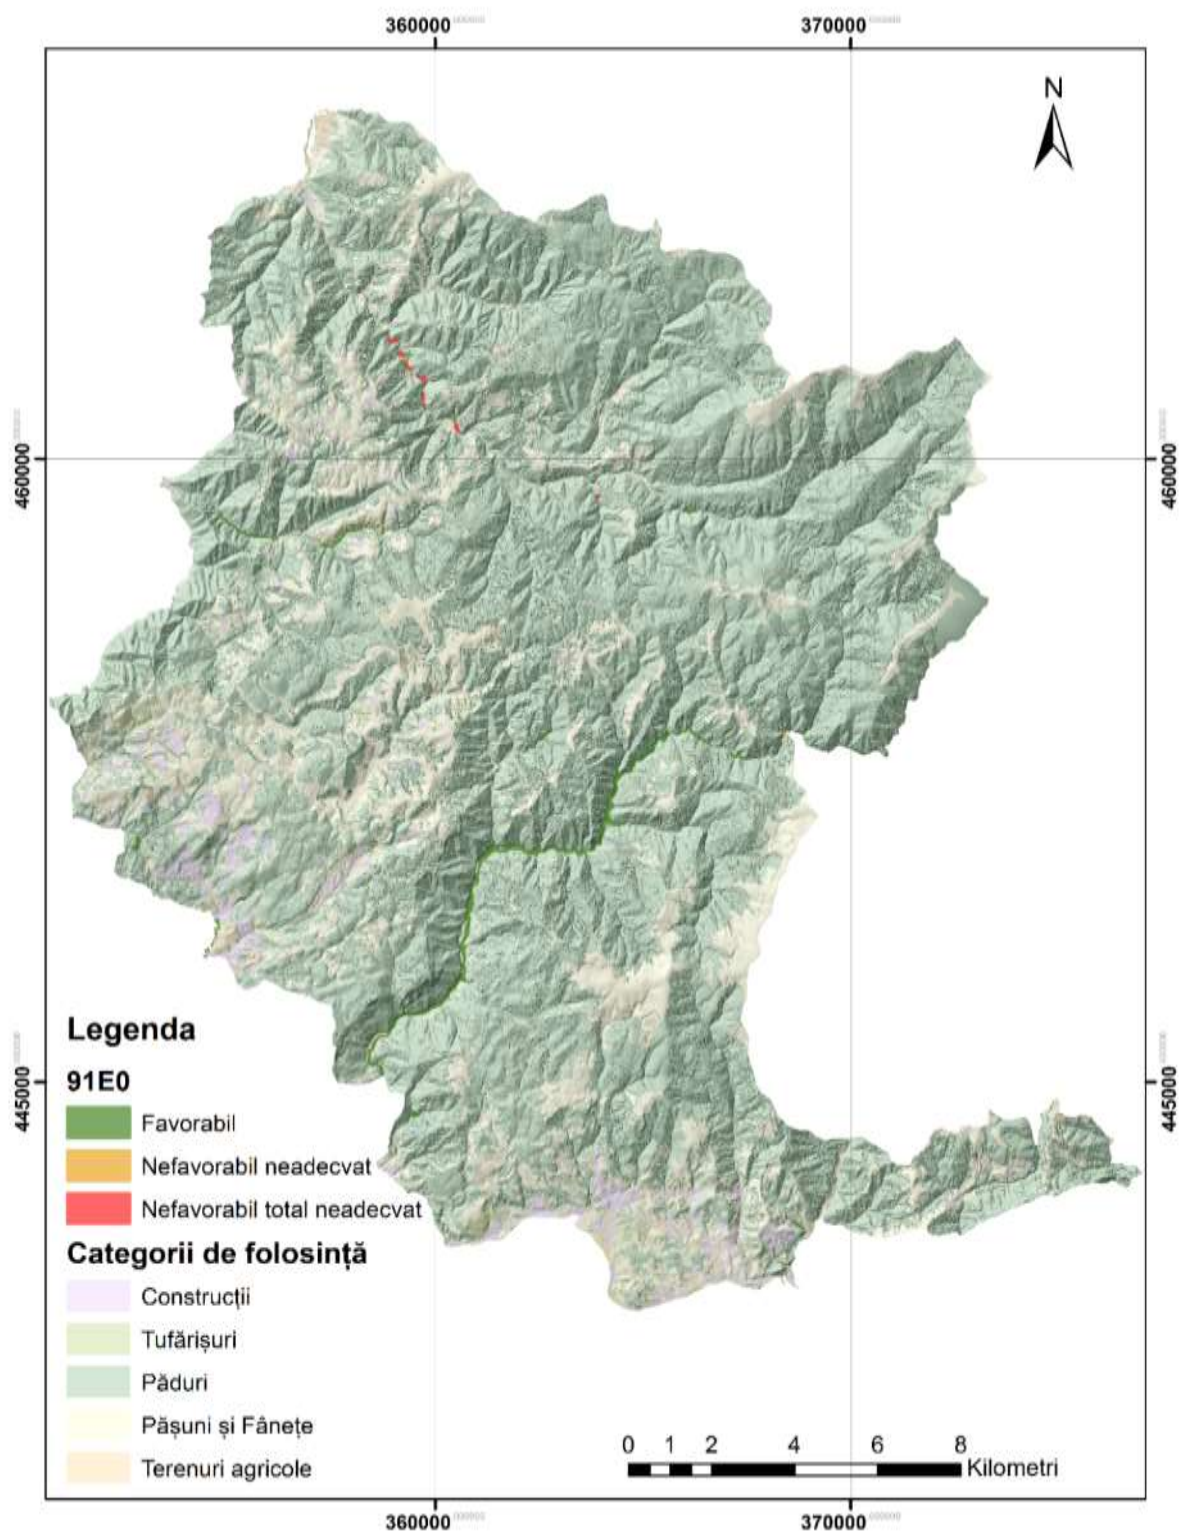 360000 370000
N
460000 460000
445000 445000
Legenda
91E0
Favorabil
Nefavorabil neadecvat
Nefavorabil total neadecvat
Categorii de folosință
Construcții
Tufărișuri
Păduri
Pășuni și Fânețe
Terenuri agricole
0 1 2 4 6 8
Kilometri
360000 370000